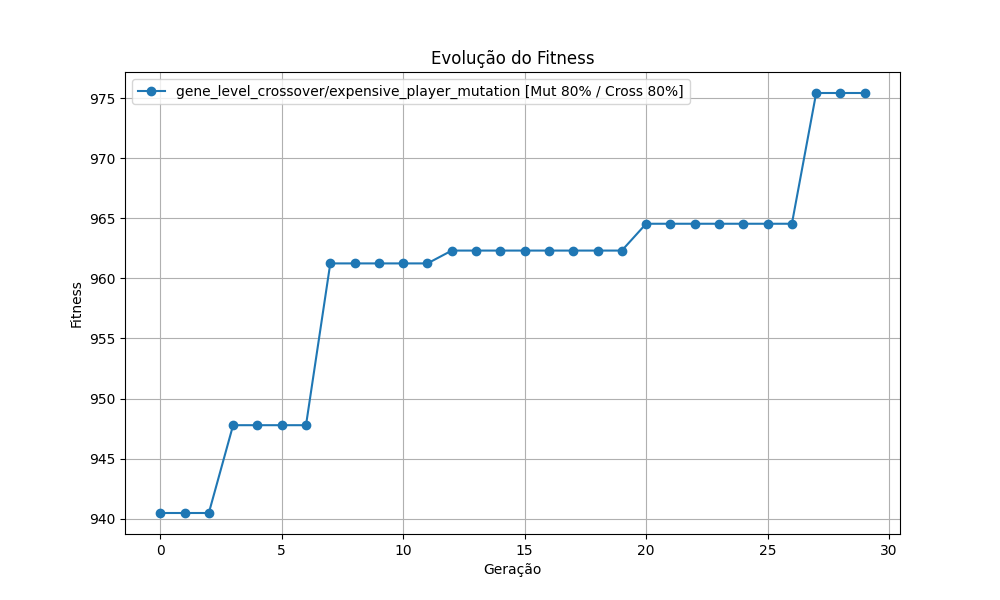 Evolução do Fitness
gene_level_crossover/expensive_player_mutation [Mut 80% / Cross 80%]
975
970
965
960
955
950
945
940
Fitness
0 5 10 15 20 25 30
Geração